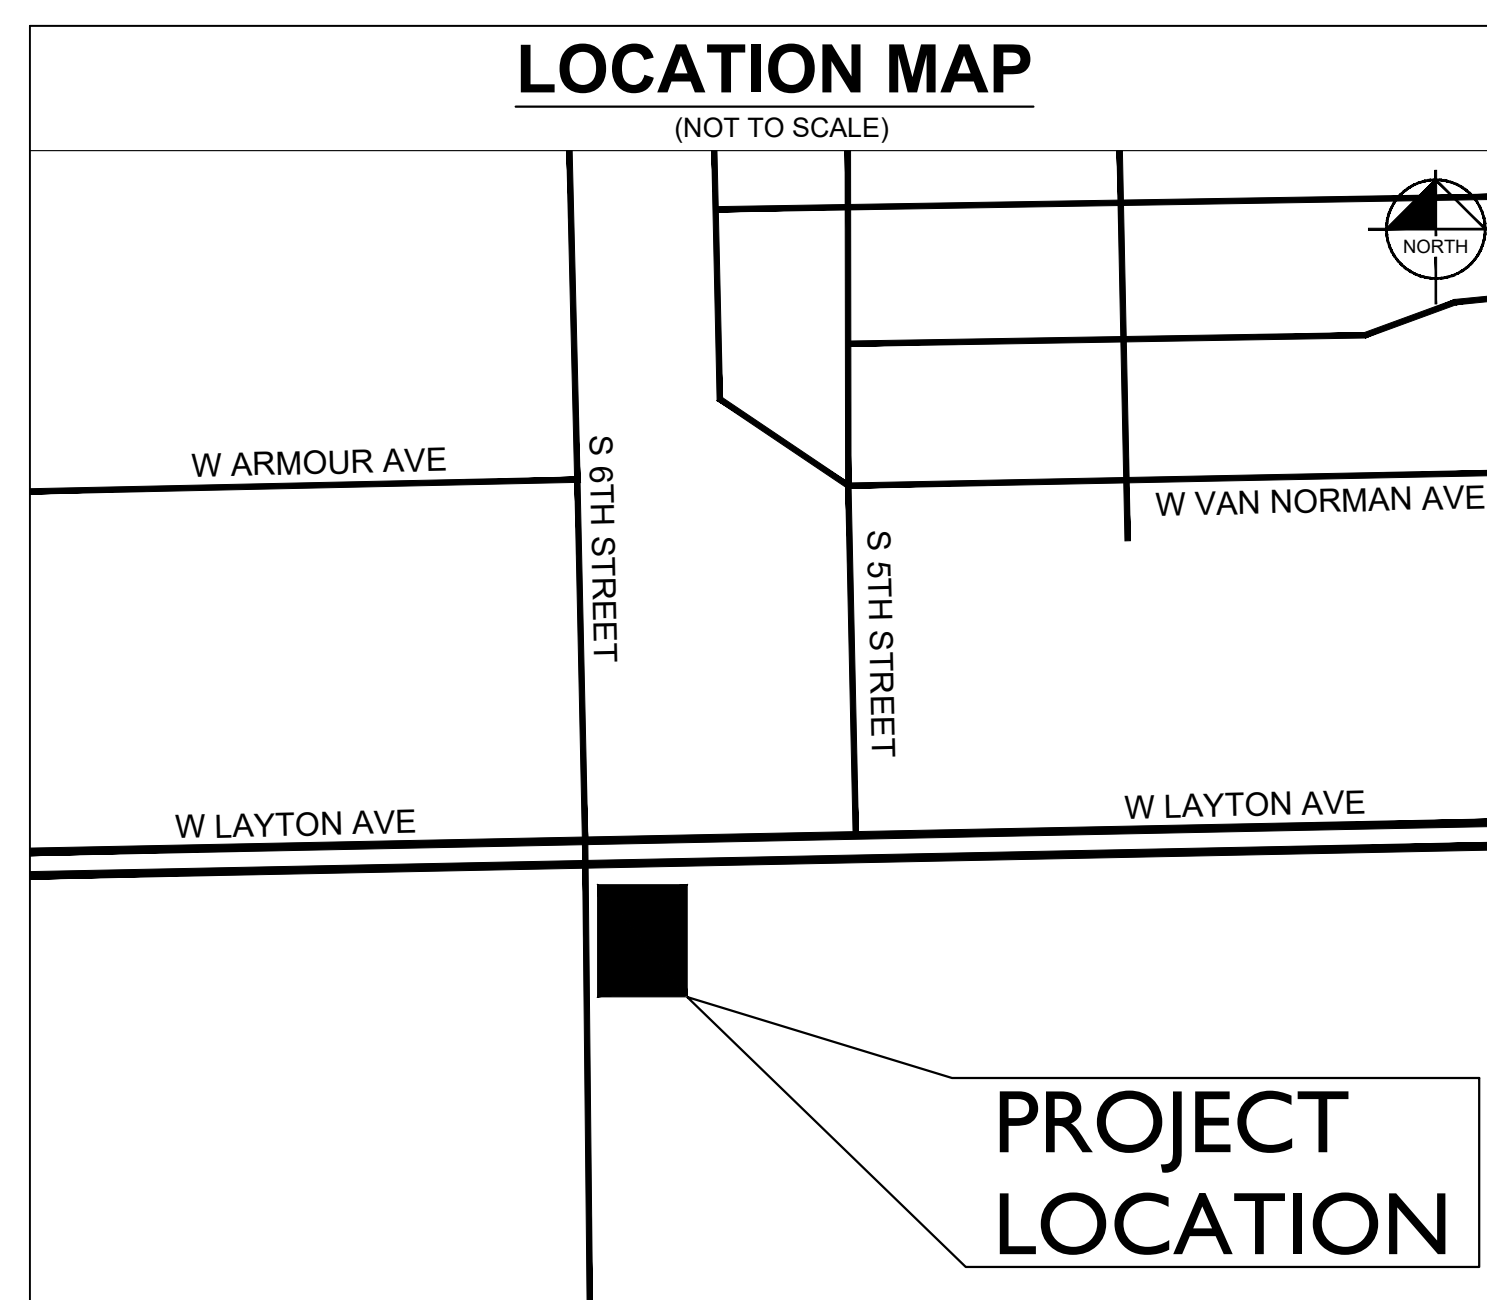 LOCATION MAP
(NOT TO SCALE)
NORTH
W ARMOUR AVE
S 6TH STREET
W VAN NORMAN AVE
S 5TH STREET
W LAYTON AVE
W LAYTON AVE
PROJECT
LOCATION